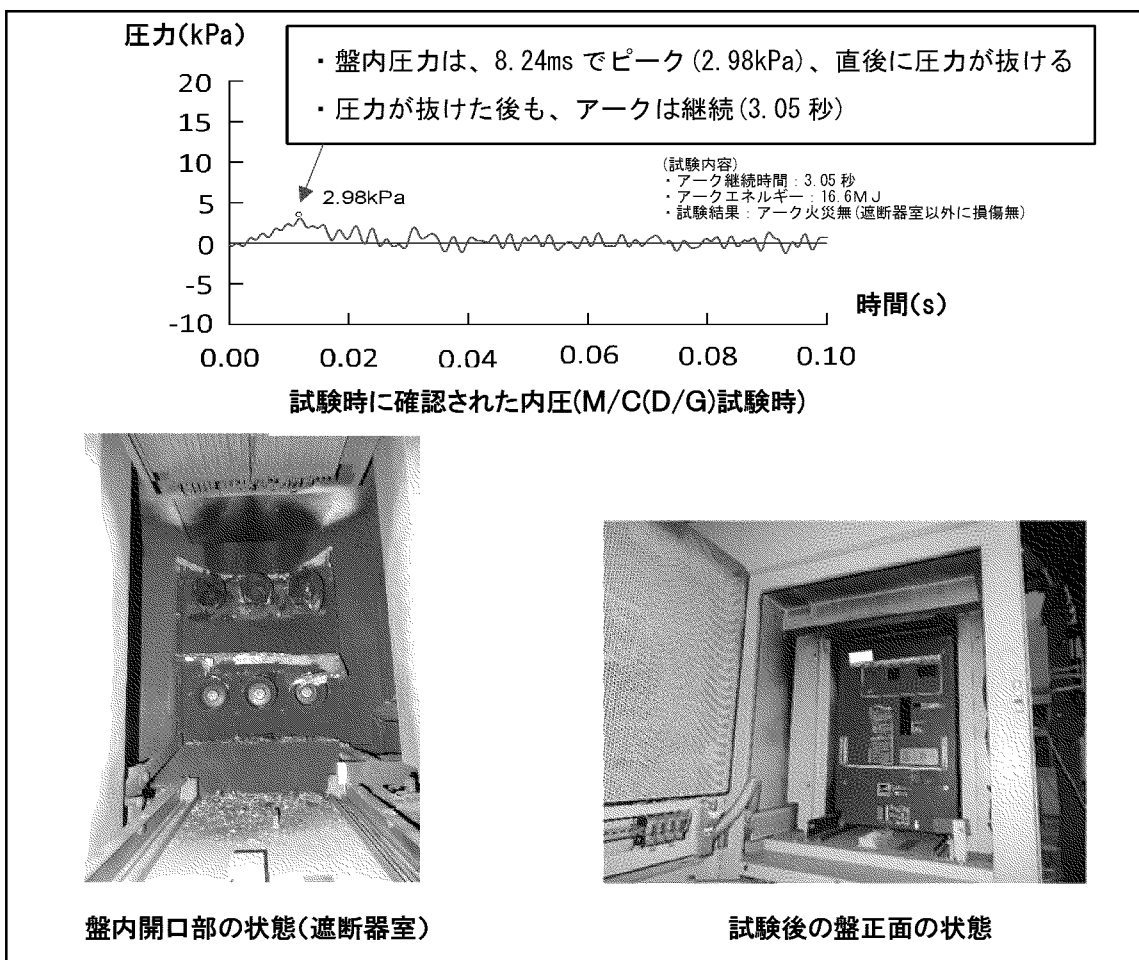 圧力(kPa)
・盤内圧力は、8.24ms でピーク(2.98kPa)、直後に圧力が抜ける
・圧力が抜けた後も、アークは継続(3.05 秒)
20
15
10
5
0
-5
-10
2.98kPa
(試験内容)
・アーク継続時間：3.05 秒
・アークエネルギー：16.6MJ
・試験結果：アーク火災無(遮断器室以外に損傷無)
時間(s)
0.00 0.02 0.04 0.06 0.08 0.10
試験時に確認された内圧(M/C(D/G)試験時)
盤内開口部の状態(遮断器室)
試験後の盤正面の状態